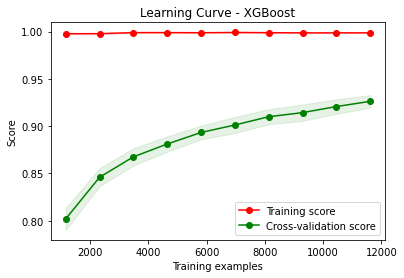 Learning Curve - XGBoost
1.00
0.95
0.90
0.85
0.80
Score
2000 4000 6000 8000 10000 12000
Training examples
Training score
Cross-validation score